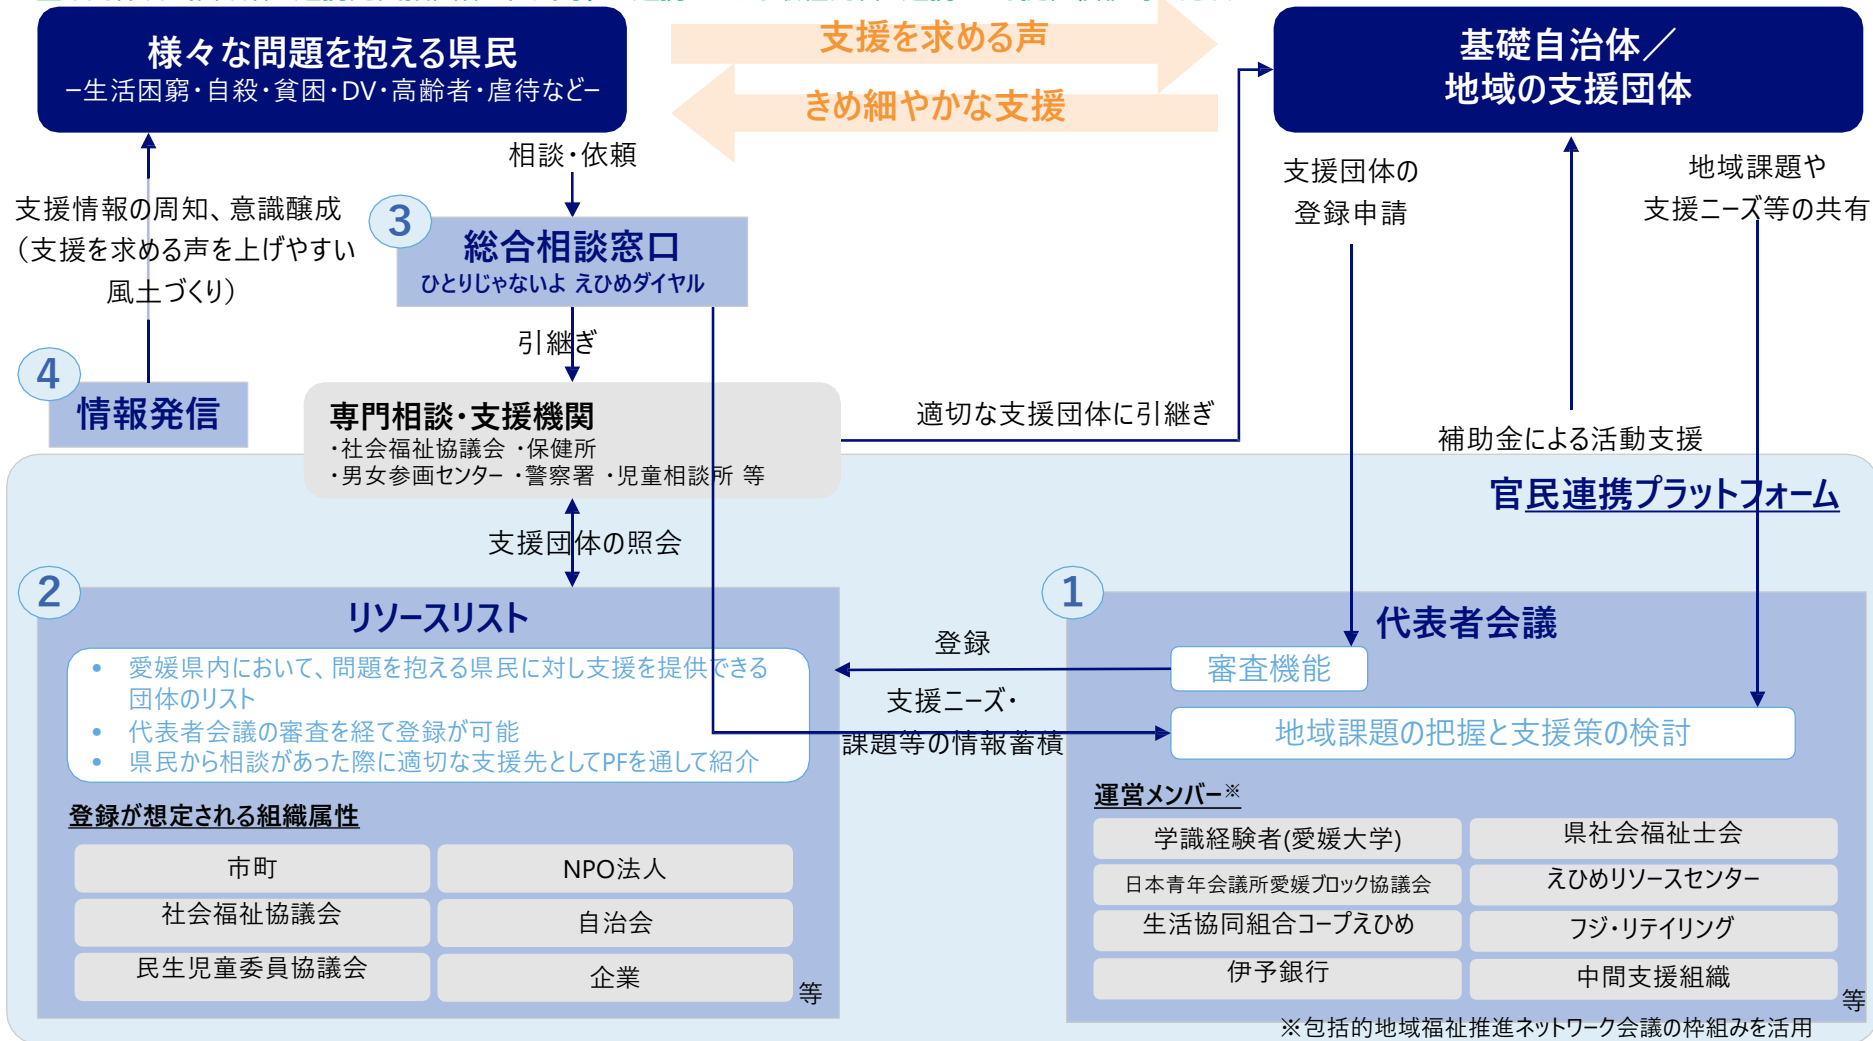 様々な問題を抱える県民
－生活困窮・自殺・貧困・DV・高齢者・虐待など－
支援を求める声
きめ細やかな支援
基礎自治体／
地域の支援団体
相談・依頼
支援情報の周知、意識醸成
（支援を求める声を上げやすい
風土づくり）
3
総合相談窓口
ひとりじゃないよ えひめダイヤル
支援団体の
登録申請
地域課題や
支援ニーズ等の共有
引継ぎ
4
情報発信
専門相談・支援機関
・社会福祉協議会 ・保健所
・男女参画センター ・警察署 ・児童相談所 等
適切な支援団体に引継ぎ
補助金による活動支援
官民連携プラットフォーム
支援団体の照会
2
リソースリスト
• 愛媛県内において、問題を抱える県民に対し支援を提供できる
団体のリスト
• 代表者会議の審査を経て登録が可能
• 県民から相談があった際に適切な支援先としてPFを通して紹介
登録が想定される組織属性
市町
NPO法人
社会福祉協議会
自治会
民生児童委員協議会
企業
等
登録
支援ニーズ・
課題等の情報蓄積
1
代表者会議
審査機能
地域課題の把握と支援策の検討
運営メンバー※
学識経験者(愛媛大学)
県社会福祉士会
日本青年会議所愛媛ブロック協議会
えひめリソースセンター
生活協同組合コープえひめ
フジ・リテイリング
伊予銀行
中間支援組織
等
※包括的地域福祉推進ネットワーク会議の枠組みを活用